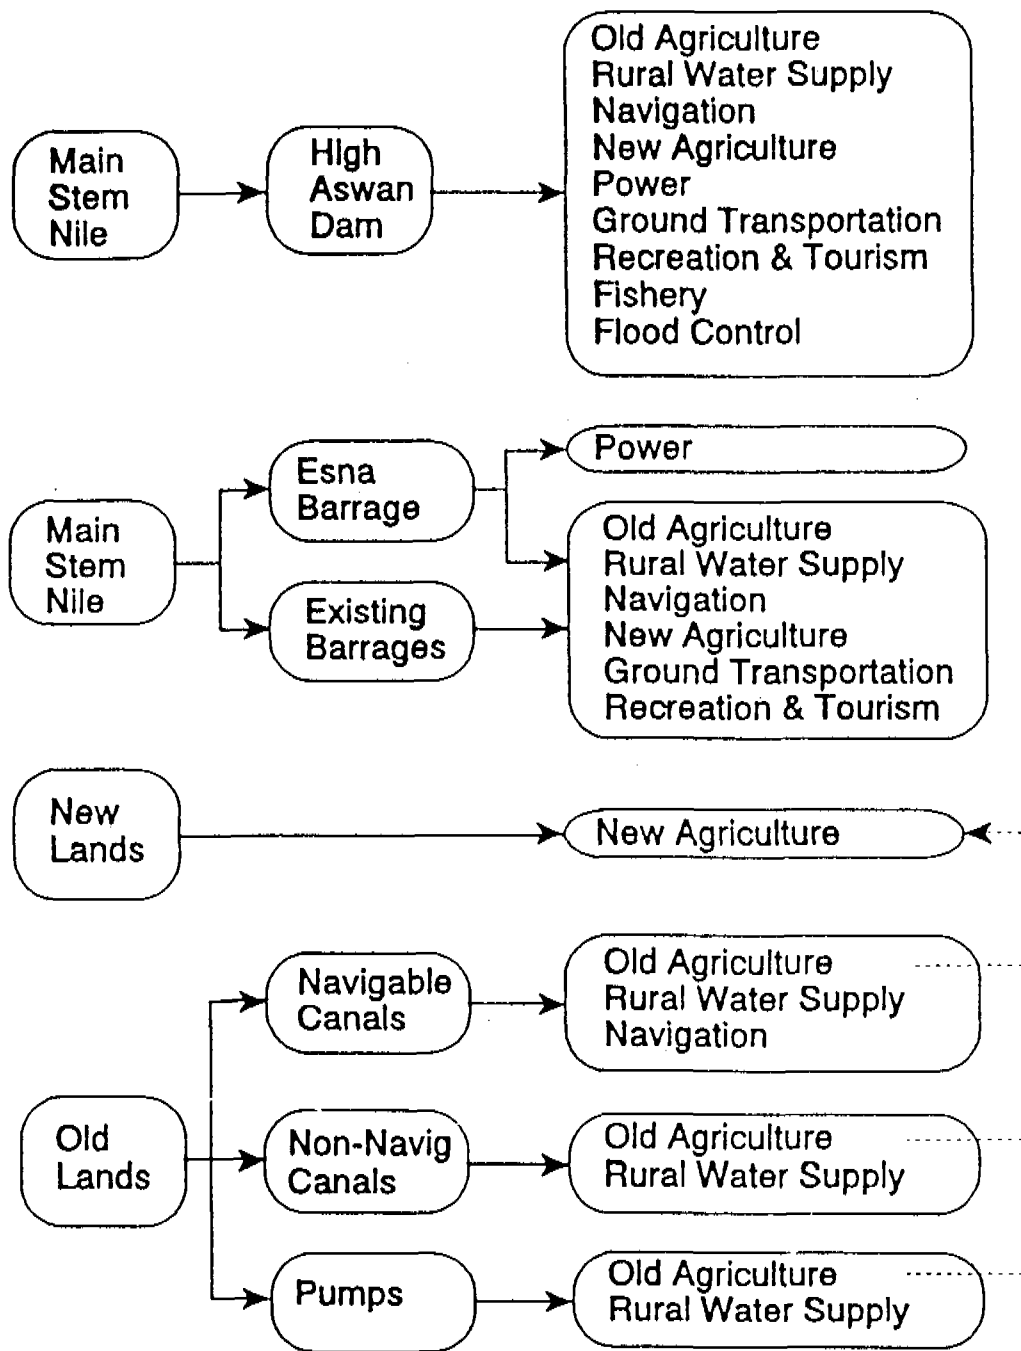 Main
Stem
Nile
HIgh
Aswan
Dam
Old Agriculture
Rural Water Supply
Navigation
New Agriculture
Power
Ground Transportation
Recreation & Tourism
Fishery
Flood Control
Main
Stem
Nile
Esna
Barrage
Existing
Barrages
Power
Old Agriculture
Rural Water Supply
Navigation
New Agriculture
Ground Transportation
Recreation & Tourism
New
Lands
New Agriculture
Old
Lands
Navigable
Canals
Old Agriculture
Rural Water Supply
Navigation
Non-Navig
Canals
Old Agriculture
Rural Water Supply
Pumps
Old Agriculture
Rural Water Supply